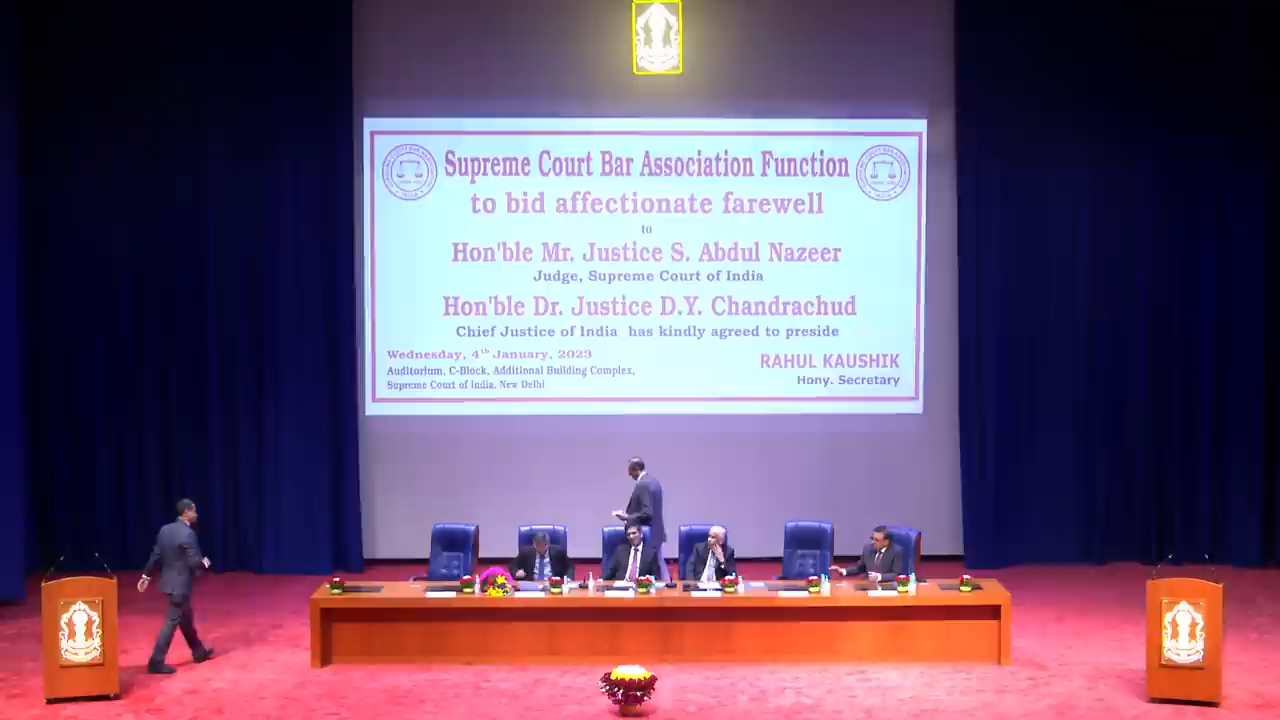 Supreme Court Bar Association Function
to bid affectionate farewell
to
Hon'ble Mr. Justice S. Abdul Nazeer
Judge, Supreme Court of India
Hon'ble Dr. Justice D.Y. Chandrachud
Chief Justice of India has kindly agreed to preside
Wednesday, 4th January, 2023
Auditorium, C-Block, Additional Building Complex,
Supreme Court of India, New Delhi
RAHUL KAUSHIK
Hony. Secretary